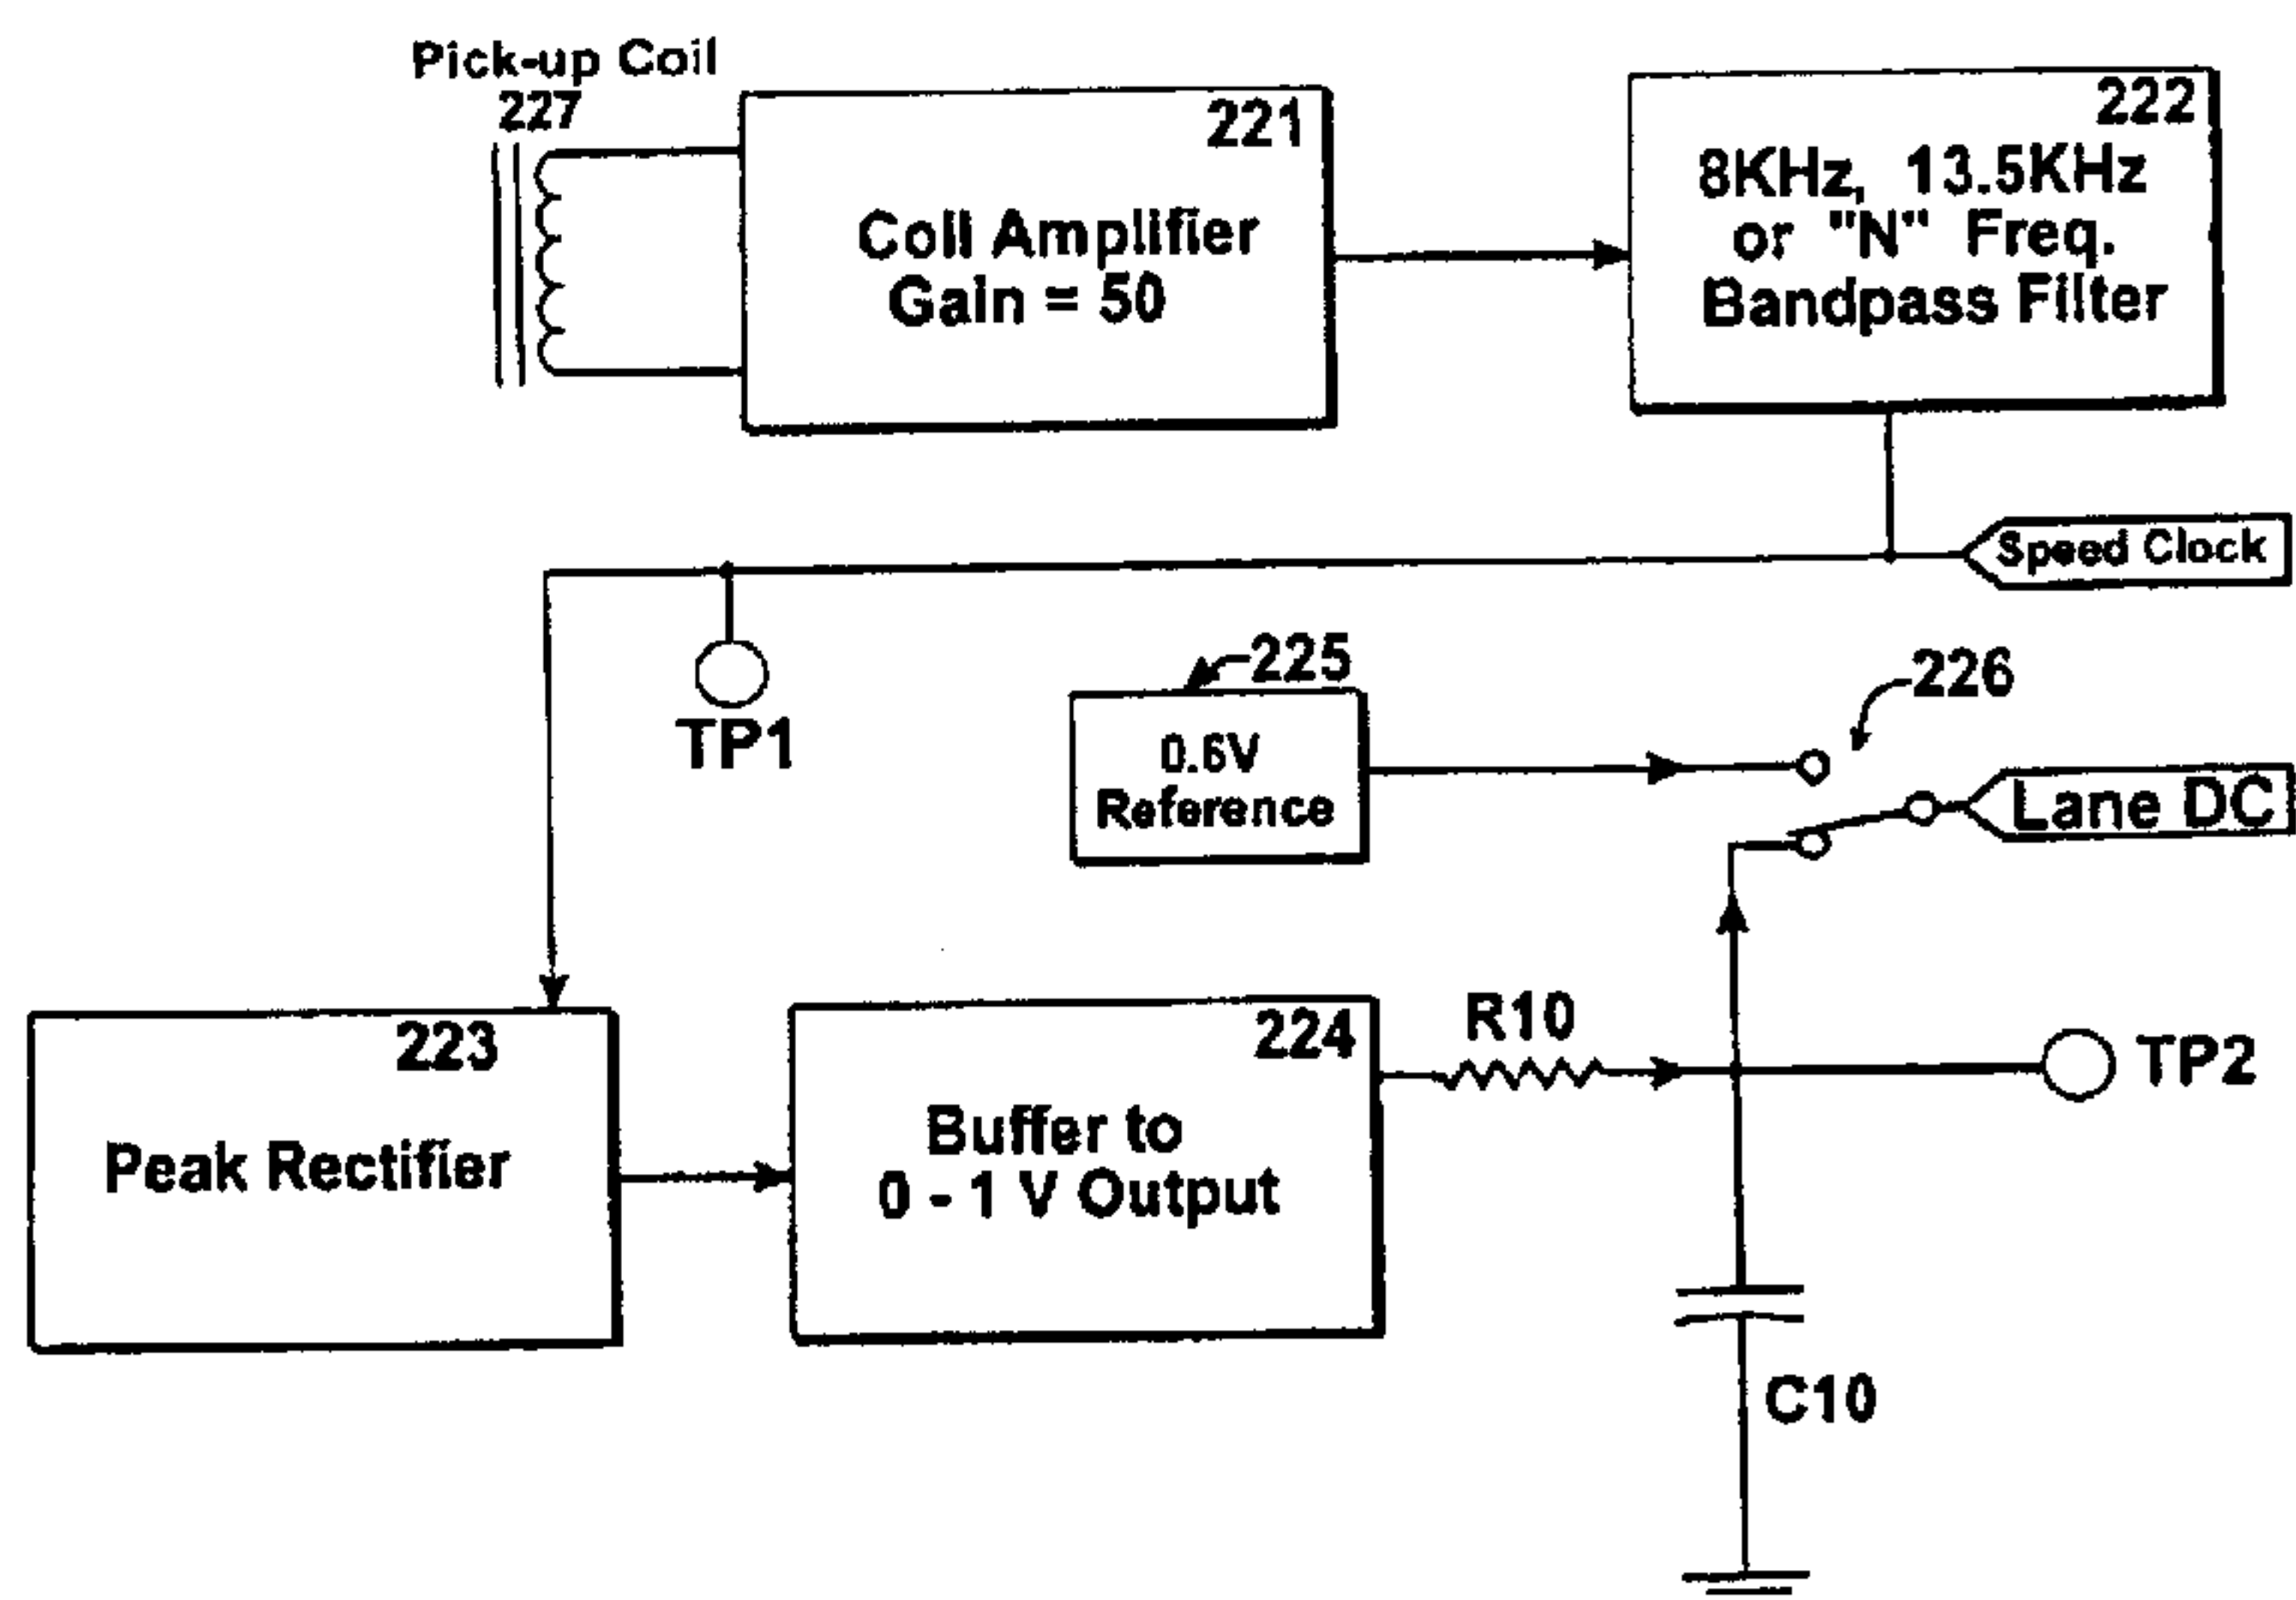 Pick-up Coil
227
221
Coil Amplifier
Gain = 50
222
8KHz, 13.5KHz
or "N" Freq.
Bandpass Filter
Speed Clock
TP1
225
0.6V
Reference
226
Lane DC
223
Peak Rectifier
224
Buffer to
0 - 1 V Output
R10
TP2
C10